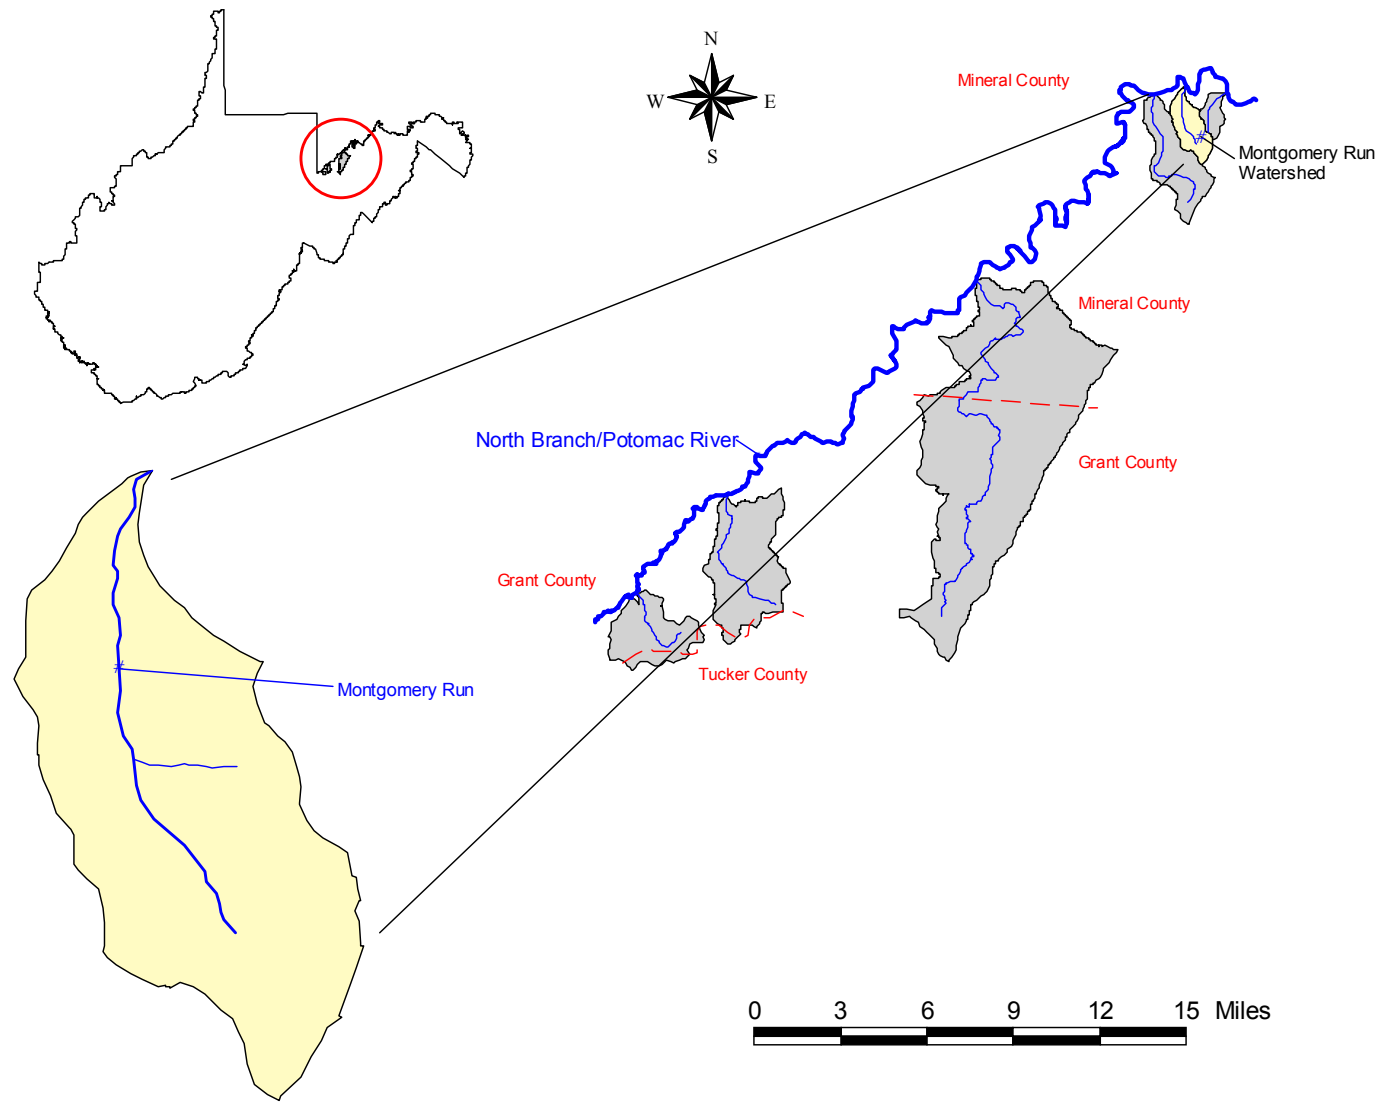 N
W
E
S
Mineral County
Montgomery Run
Watershed
Mineral County
North Branch/Potomac River
Grant County
Grant County
Tucker County
Montgomery Run
0 3 6 9 12 15 Miles